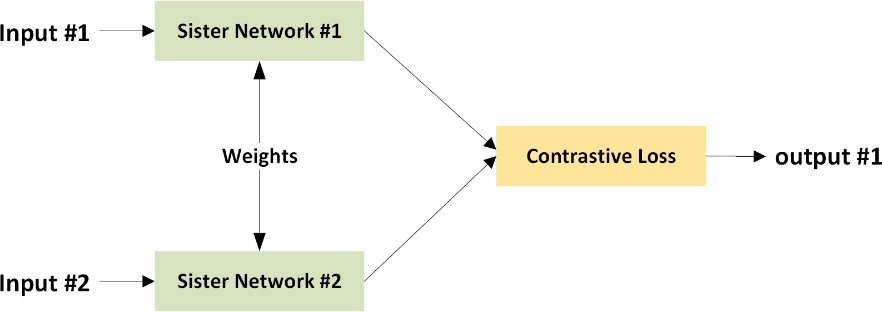 Input #1
Sister Network #1
Weights
Contrastive Loss
output #1
Input #2
Sister Network #2